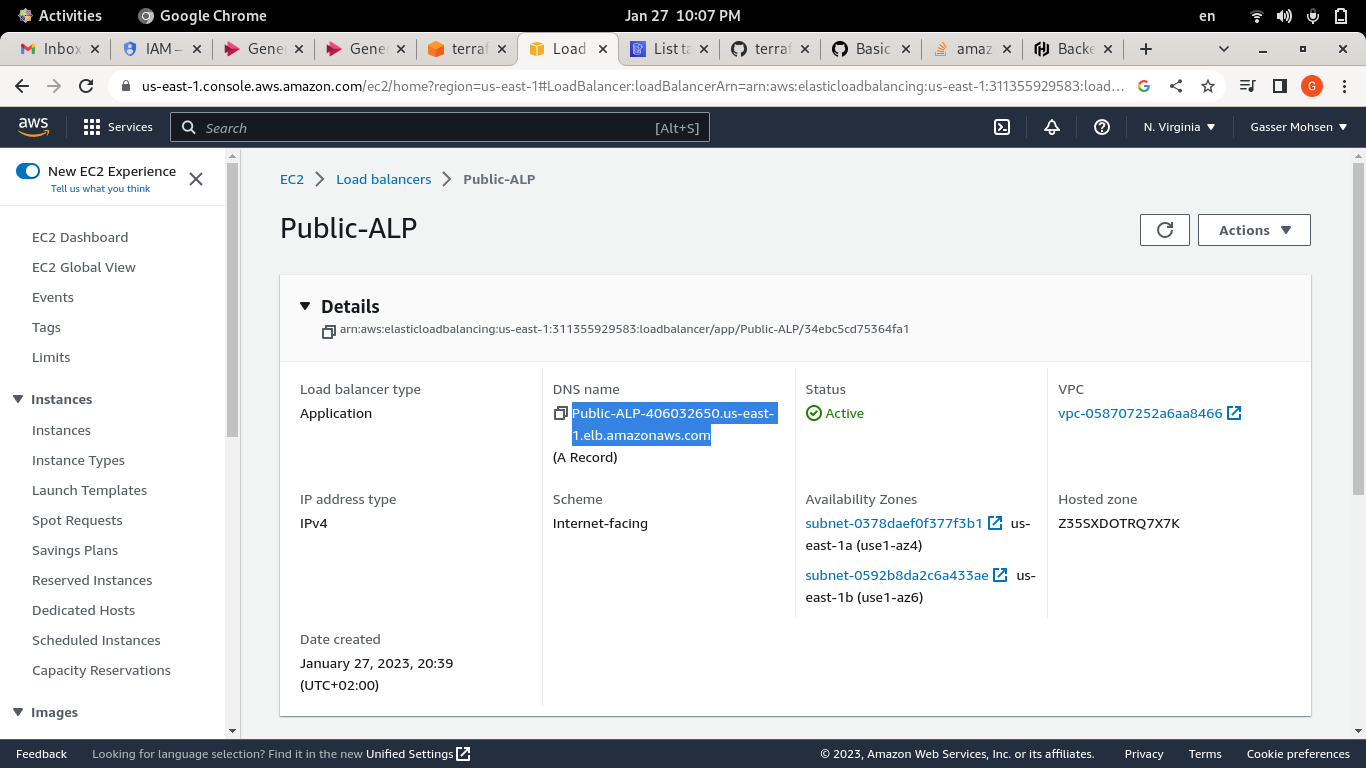 Activities Google Chrome Jan 27 10:07 PM en
Inbox IAM – Gene Gene terraf Load List ta terraf Basic amaz Backe
us-east-1.console.aws.amazon.com/ec2/home?region=us-east-1#LoadBalancer:loadBalancerArn=arn:aws:elasticloadbalancing:us-east-1:311355929583:load... G
aws Services Search [Alt+S] N. Virginia Gasser Mohsen
New EC2 Experience
Tell us what you think
EC2 Dashboard
EC2 Global View
Events
Tags
Limits
Instances
Instances
Instance Types
Launch Templates
Spot Requests
Savings Plans
Reserved Instances
Dedicated Hosts
Scheduled Instances
Capacity Reservations
Images
EC2 Load balancers Public-ALP
Public-ALP
Actions
Details
arn:aws:elasticloadbalancing:us-east-1:311355929583:loadbalancer/app/Public-ALP/34ebc5cd75364fa1
Load balancer type
Application
DNS name
Public-ALP-406032650.us-east-
1.elb.amazonaws.com
(A Record)
Status
Active
VPC
vpc-058707252a6aa8466
IP address type
IPv4
Scheme
Internet-facing
Availability Zones
subnet-0378daef0f377f3b1 us-
east-1a (use1-az4)
subnet-0592b8da2c6a433ae us-
east-1b (use1-az6)
Hosted zone
Z35SXDOTRQ7X7K
Date created
January 27, 2023, 20:39
(UTC+02:00)
Feedback Looking for language selection? Find it in the new Unified Settings © 2023, Amazon Web Services, Inc. or its affiliates. Privacy Terms Cookie preferences